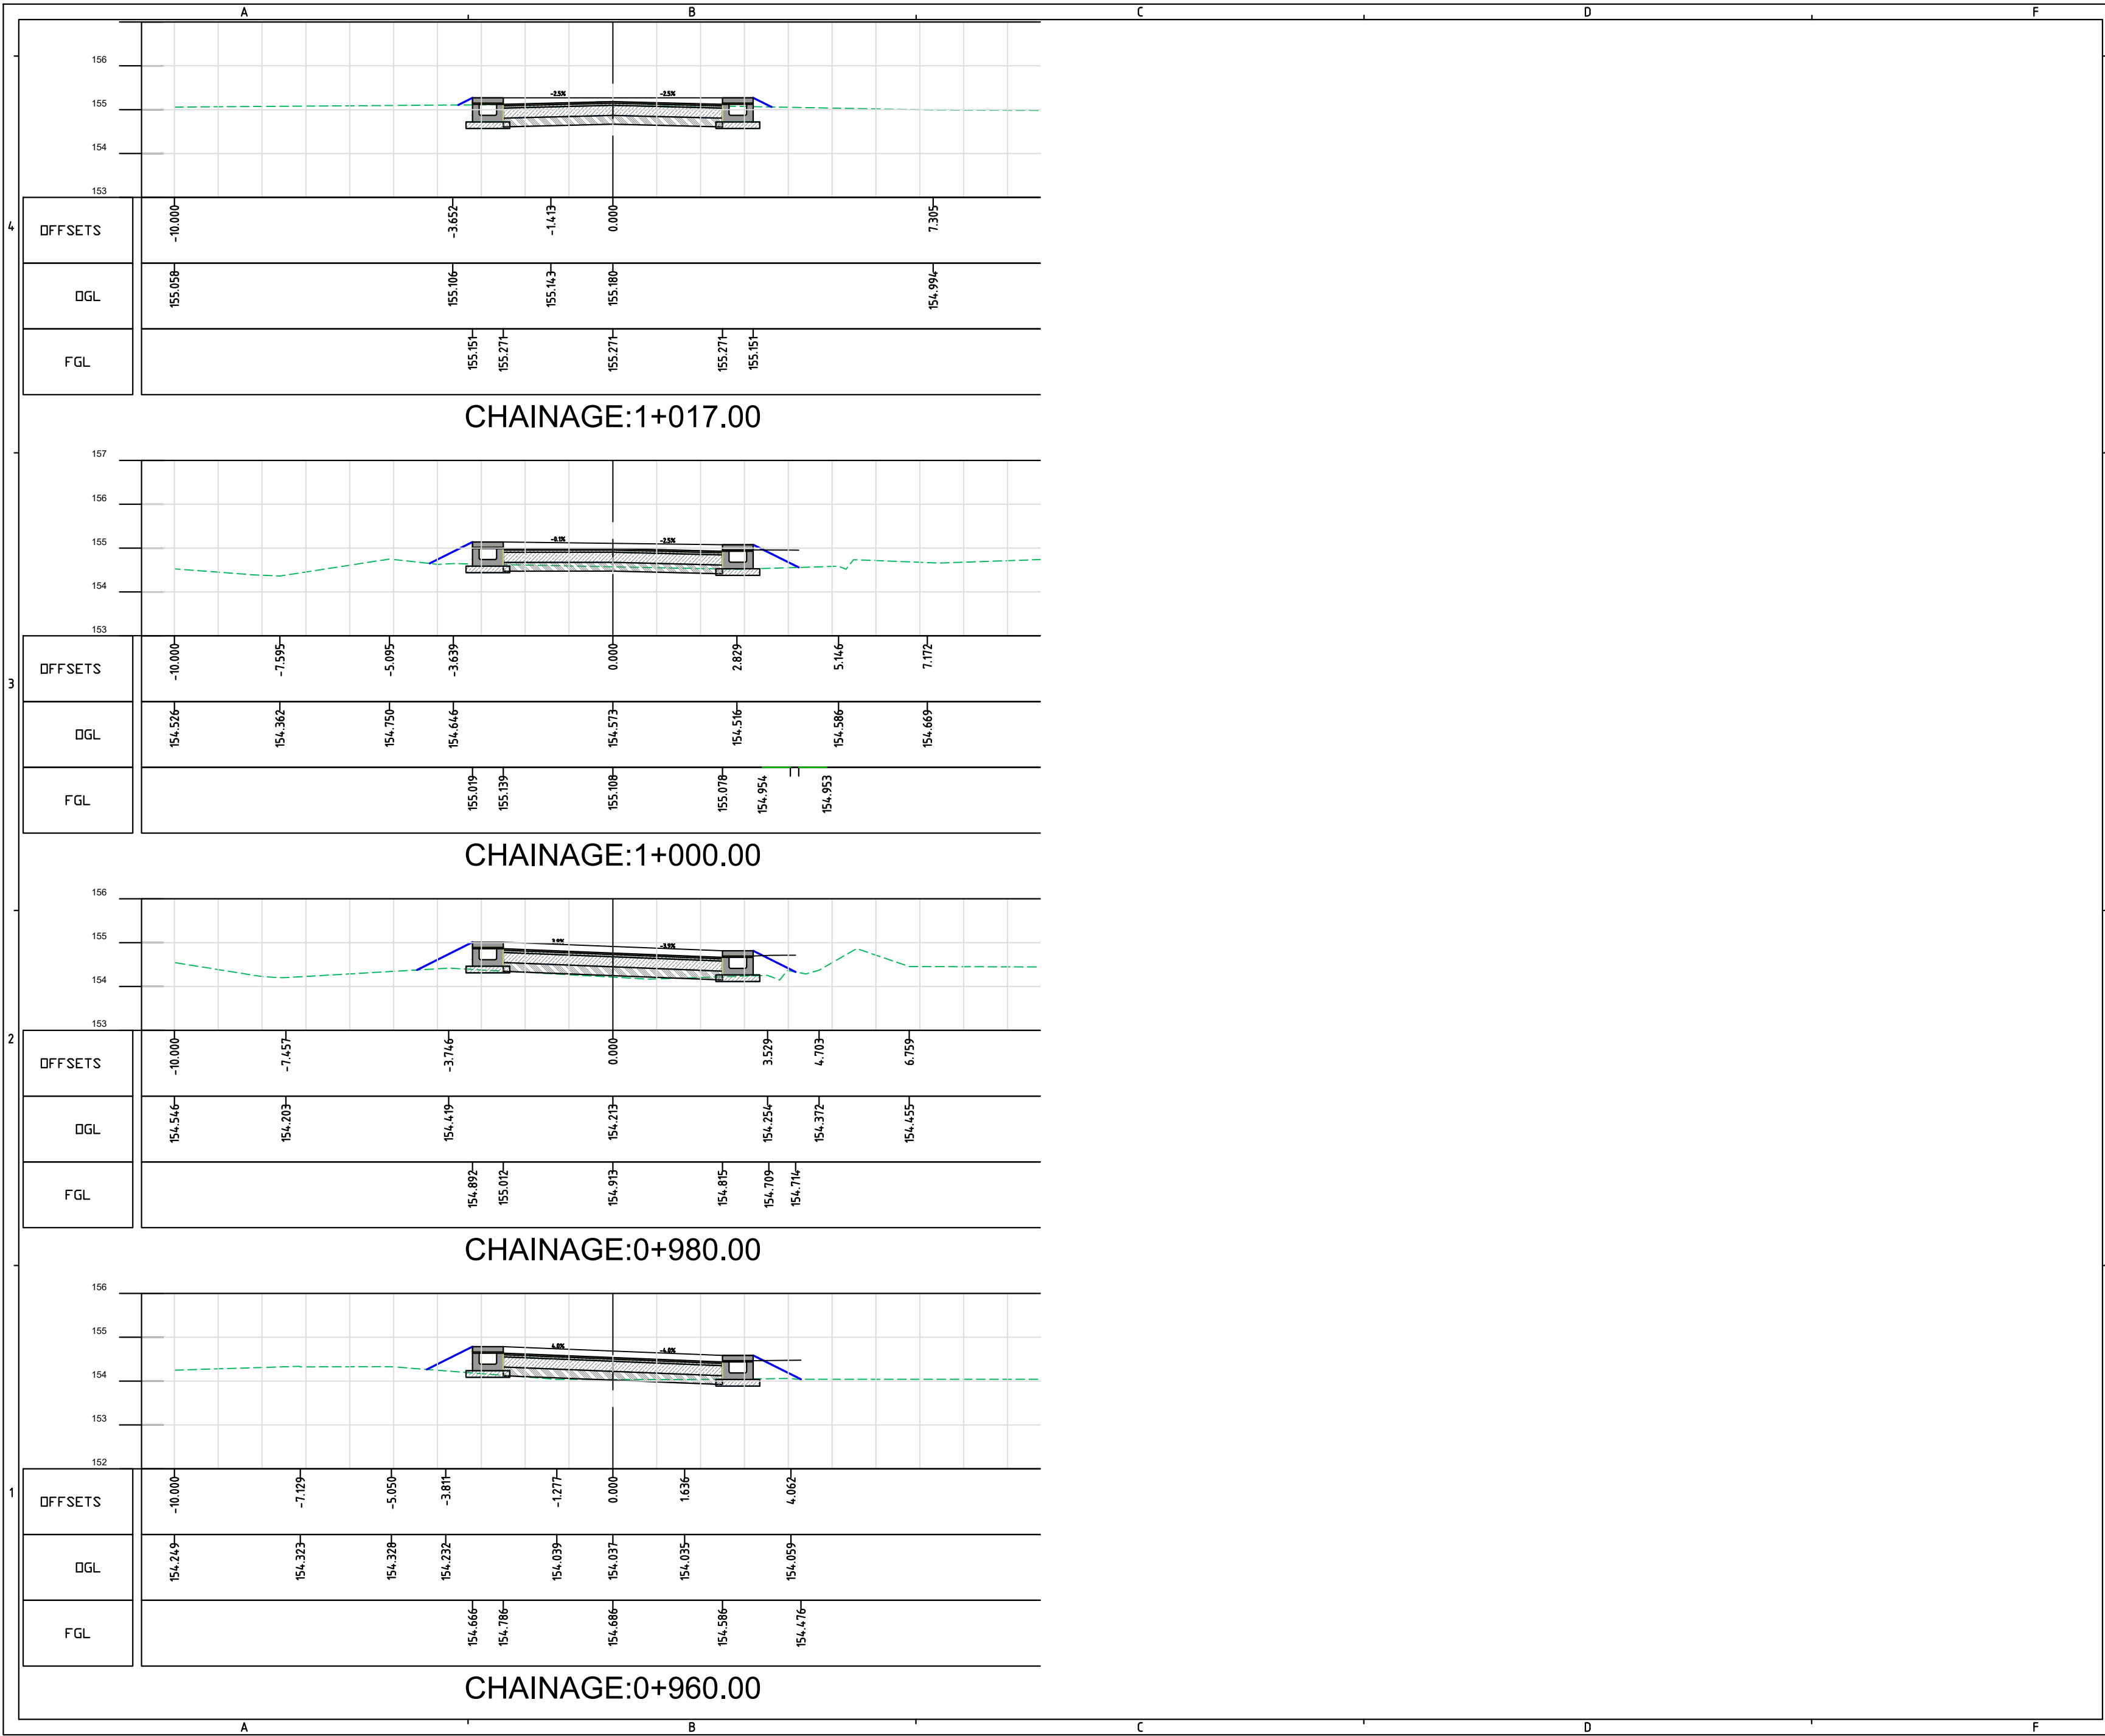 A B C D F
156
-2.5% -2.5%
155
154
153
4
OFFSETS -10.000 -3.652 -1.413 0.000 7.305
OGL 155.058 155.106 155.143 155.180 154.994
FGL 155.151 155.271 155.271 155.271 155.151
CHAINAGE:1+017.00
157
156
-0.1% -2.5%
155
154
153
3
OFFSETS -10.000 -7.595 -5.095 -3.639 0.000 2.829 5.146 7.172
OGL 154.526 154.362 154.750 154.646 154.573 154.516 154.586 154.669
FGL 155.019 155.139 155.108 155.078 154.954 154.953
CHAINAGE:1+000.00
156
155
-3.9%
154
153
2
OFFSETS -10.000 -7.457 -3.746 0.000 3.529 4.703 6.759
OGL 154.546 154.203 154.419 154.213 154.254 154.372 154.455
FGL 154.892 155.012 154.913 154.815 154.709 154.714
CHAINAGE:0+980.00
156
155
4.0% -4.0%
154
153
152
1
OFFSETS -10.000 -7.129 -5.050 -3.811 -1.277 0.000 1.636 4.062
OGL 154.249 154.323 154.328 154.232 154.039 154.037 154.035 154.059
FGL 154.666 154.786 154.686 154.586 154.476
CHAINAGE:0+960.00
A B C D F